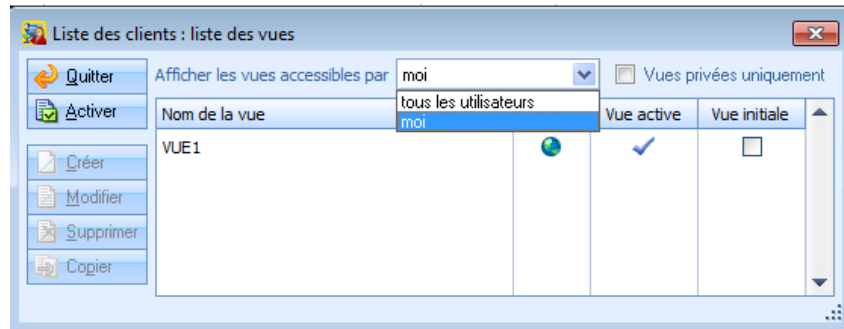 Liste des clients : liste des vues
Quitter
Afficher les vues accessibles par
moi
Vues privées uniquement
tous les utilisateurs
moi
Activer
Nom de la vue
Vue active
Vue initiale
VUE1
Créer
Modifier
Supprimer
Copier